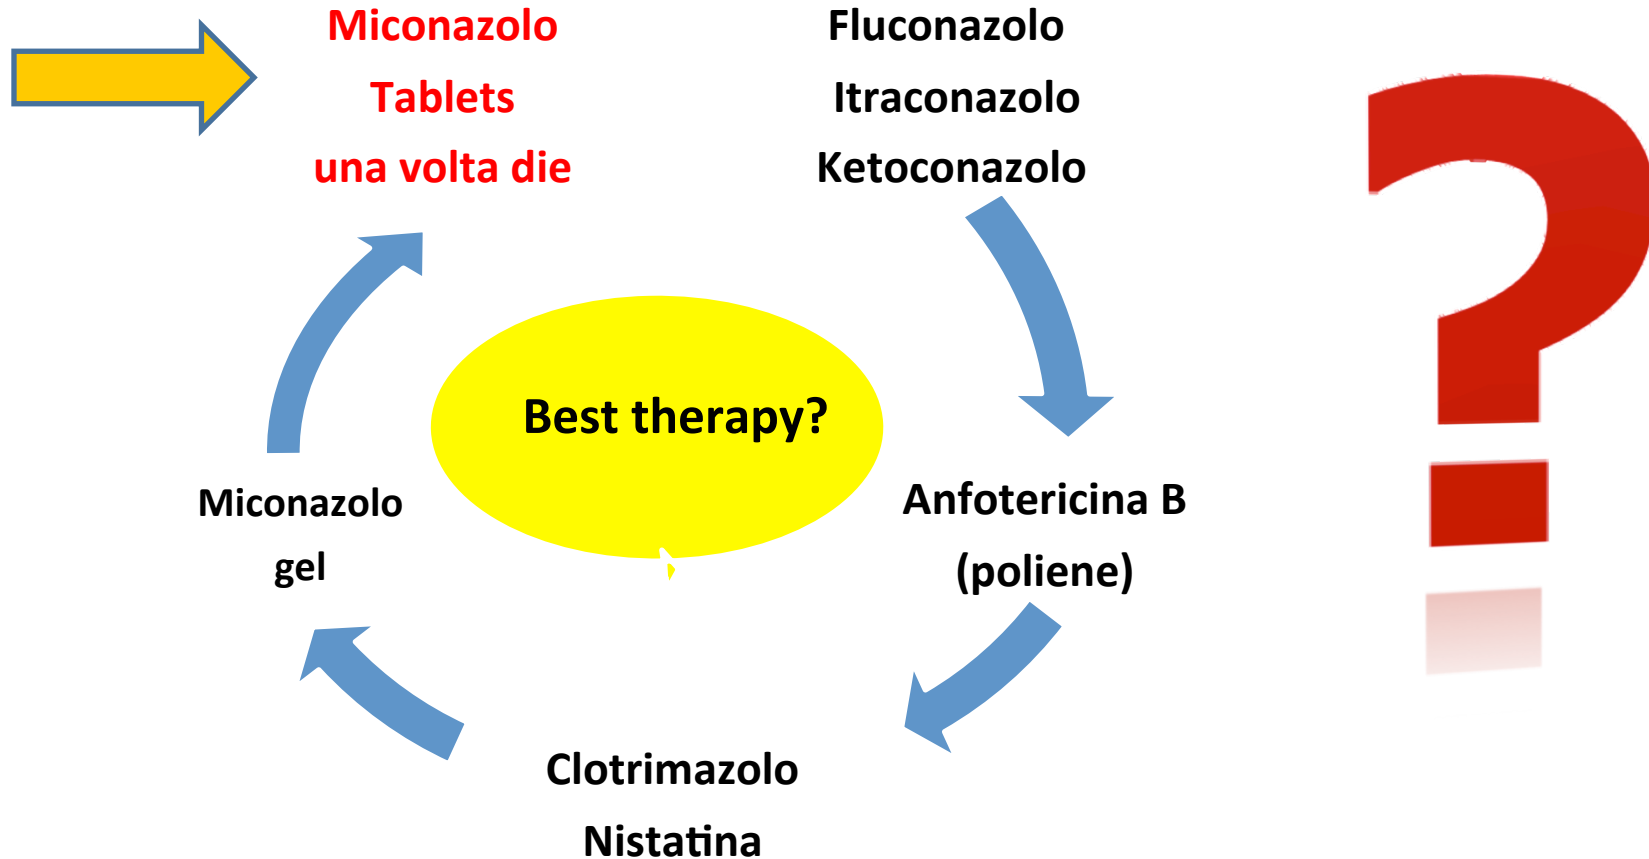 Miconazolo
Tablets
una volta die
Fluconazolo
Itraconazolo
Ketoconazolo
Best therapy?
Miconazolo
gel
Anfotericina B
(poliene)
Clotrimazolo
Nistatina
?